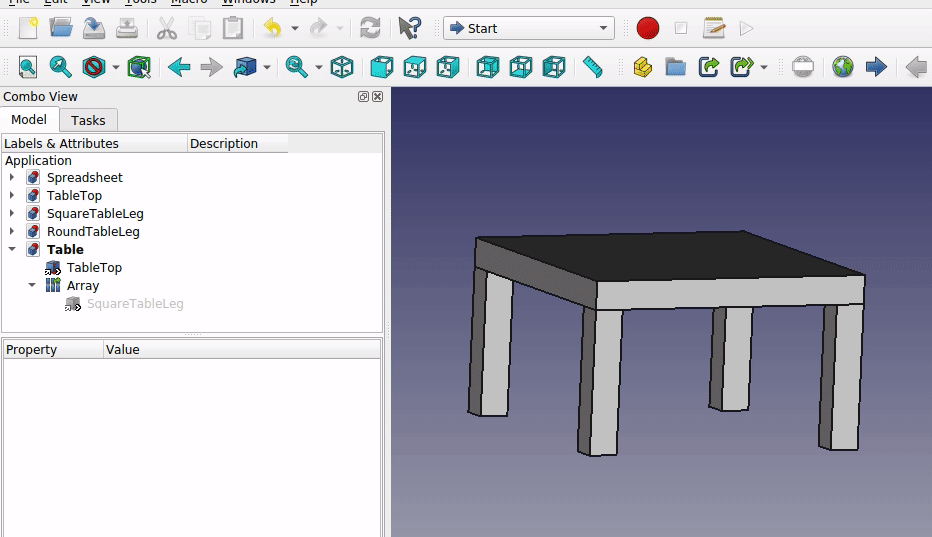 File Edit View Tools Macro Windows Help
Start
Combo View
Model Tasks
Labels & Attributes Description
Application
Spreadsheet
TableTop
SquareTableLeg
RoundTableLeg
Table
TableTop
Array
SquareTableLeg
Property Value